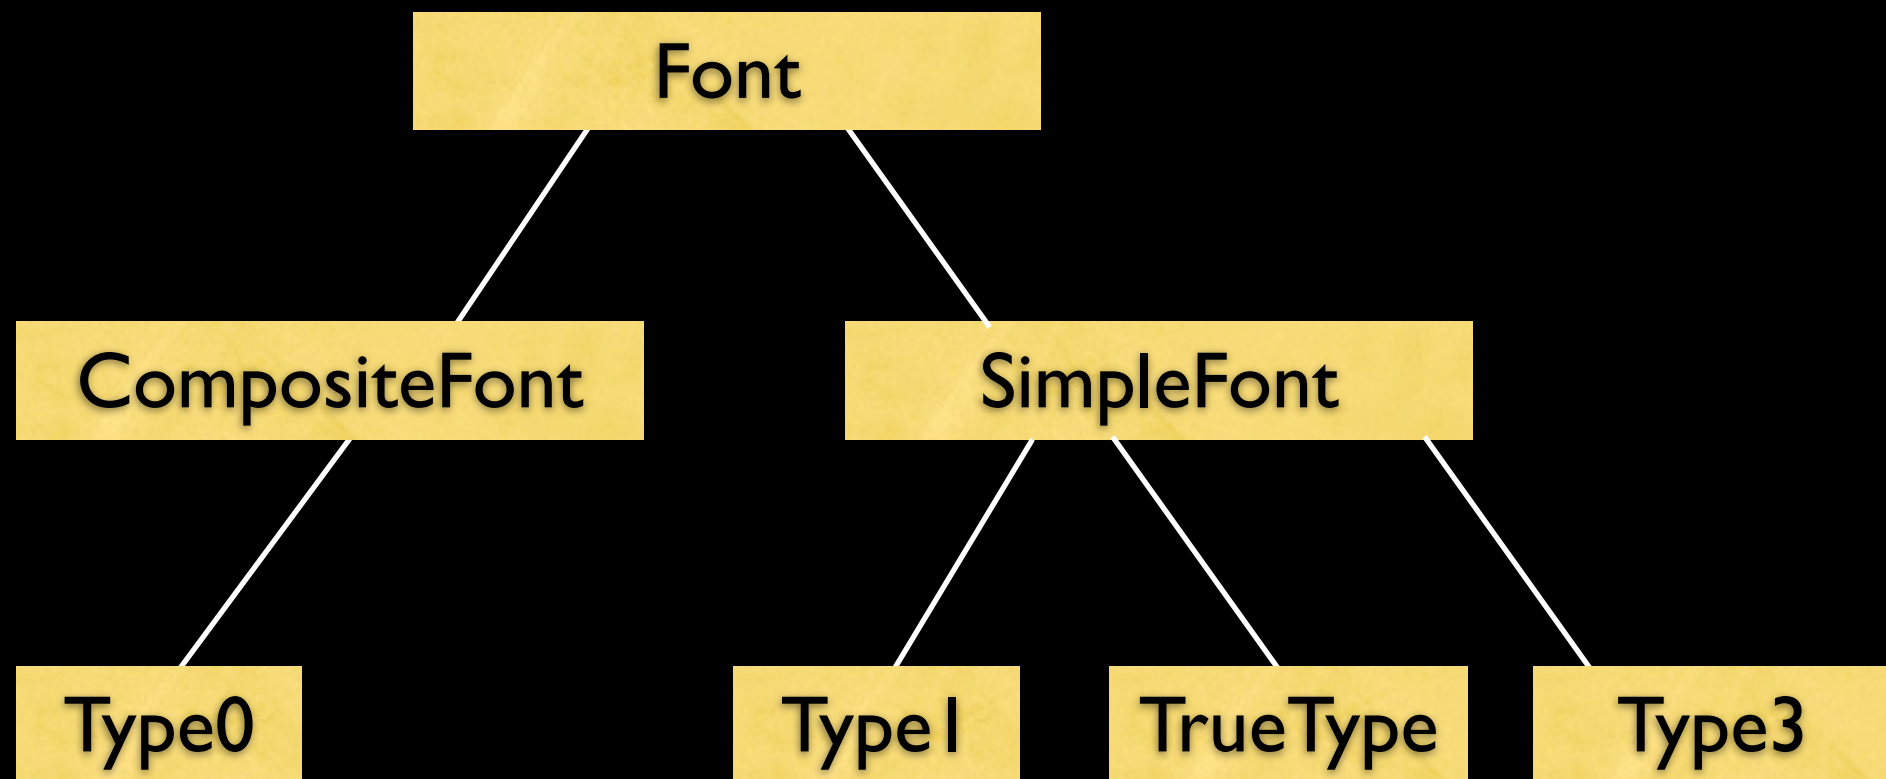 Font
CompositeFont
SimpleFont
Type0
Type1
TrueType
Type3